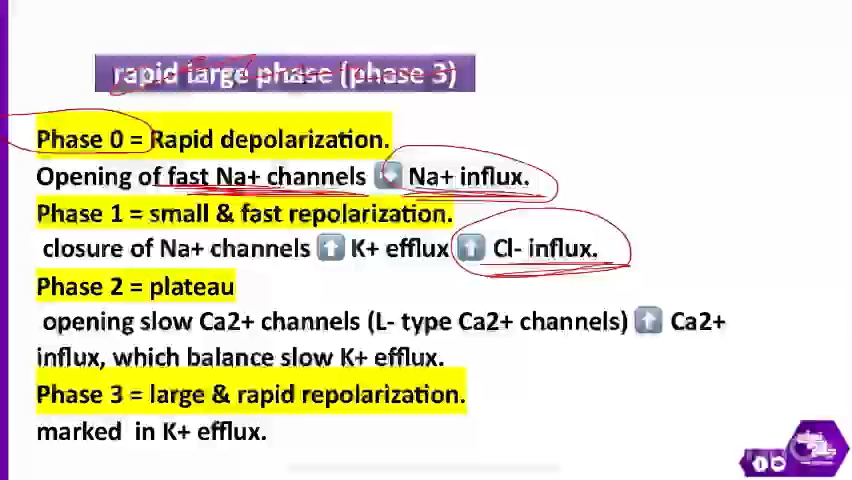 rapid large phase (phase 3)
Phase 0 = Rapid depolarization.
Opening of fast Na+ channels ⬇️ Na+ influx.
Phase 1 = small & fast repolarization.
closure of Na+ channels ⬆️ K+ efflux ⬆️ Cl- influx.
Phase 2 = plateau
opening slow Ca2+ channels (L- type Ca2+ channels) ⬆️ Ca2+
influx, which balance slow K+ efflux.
Phase 3 = large & rapid repolarization.
marked in K+ efflux.